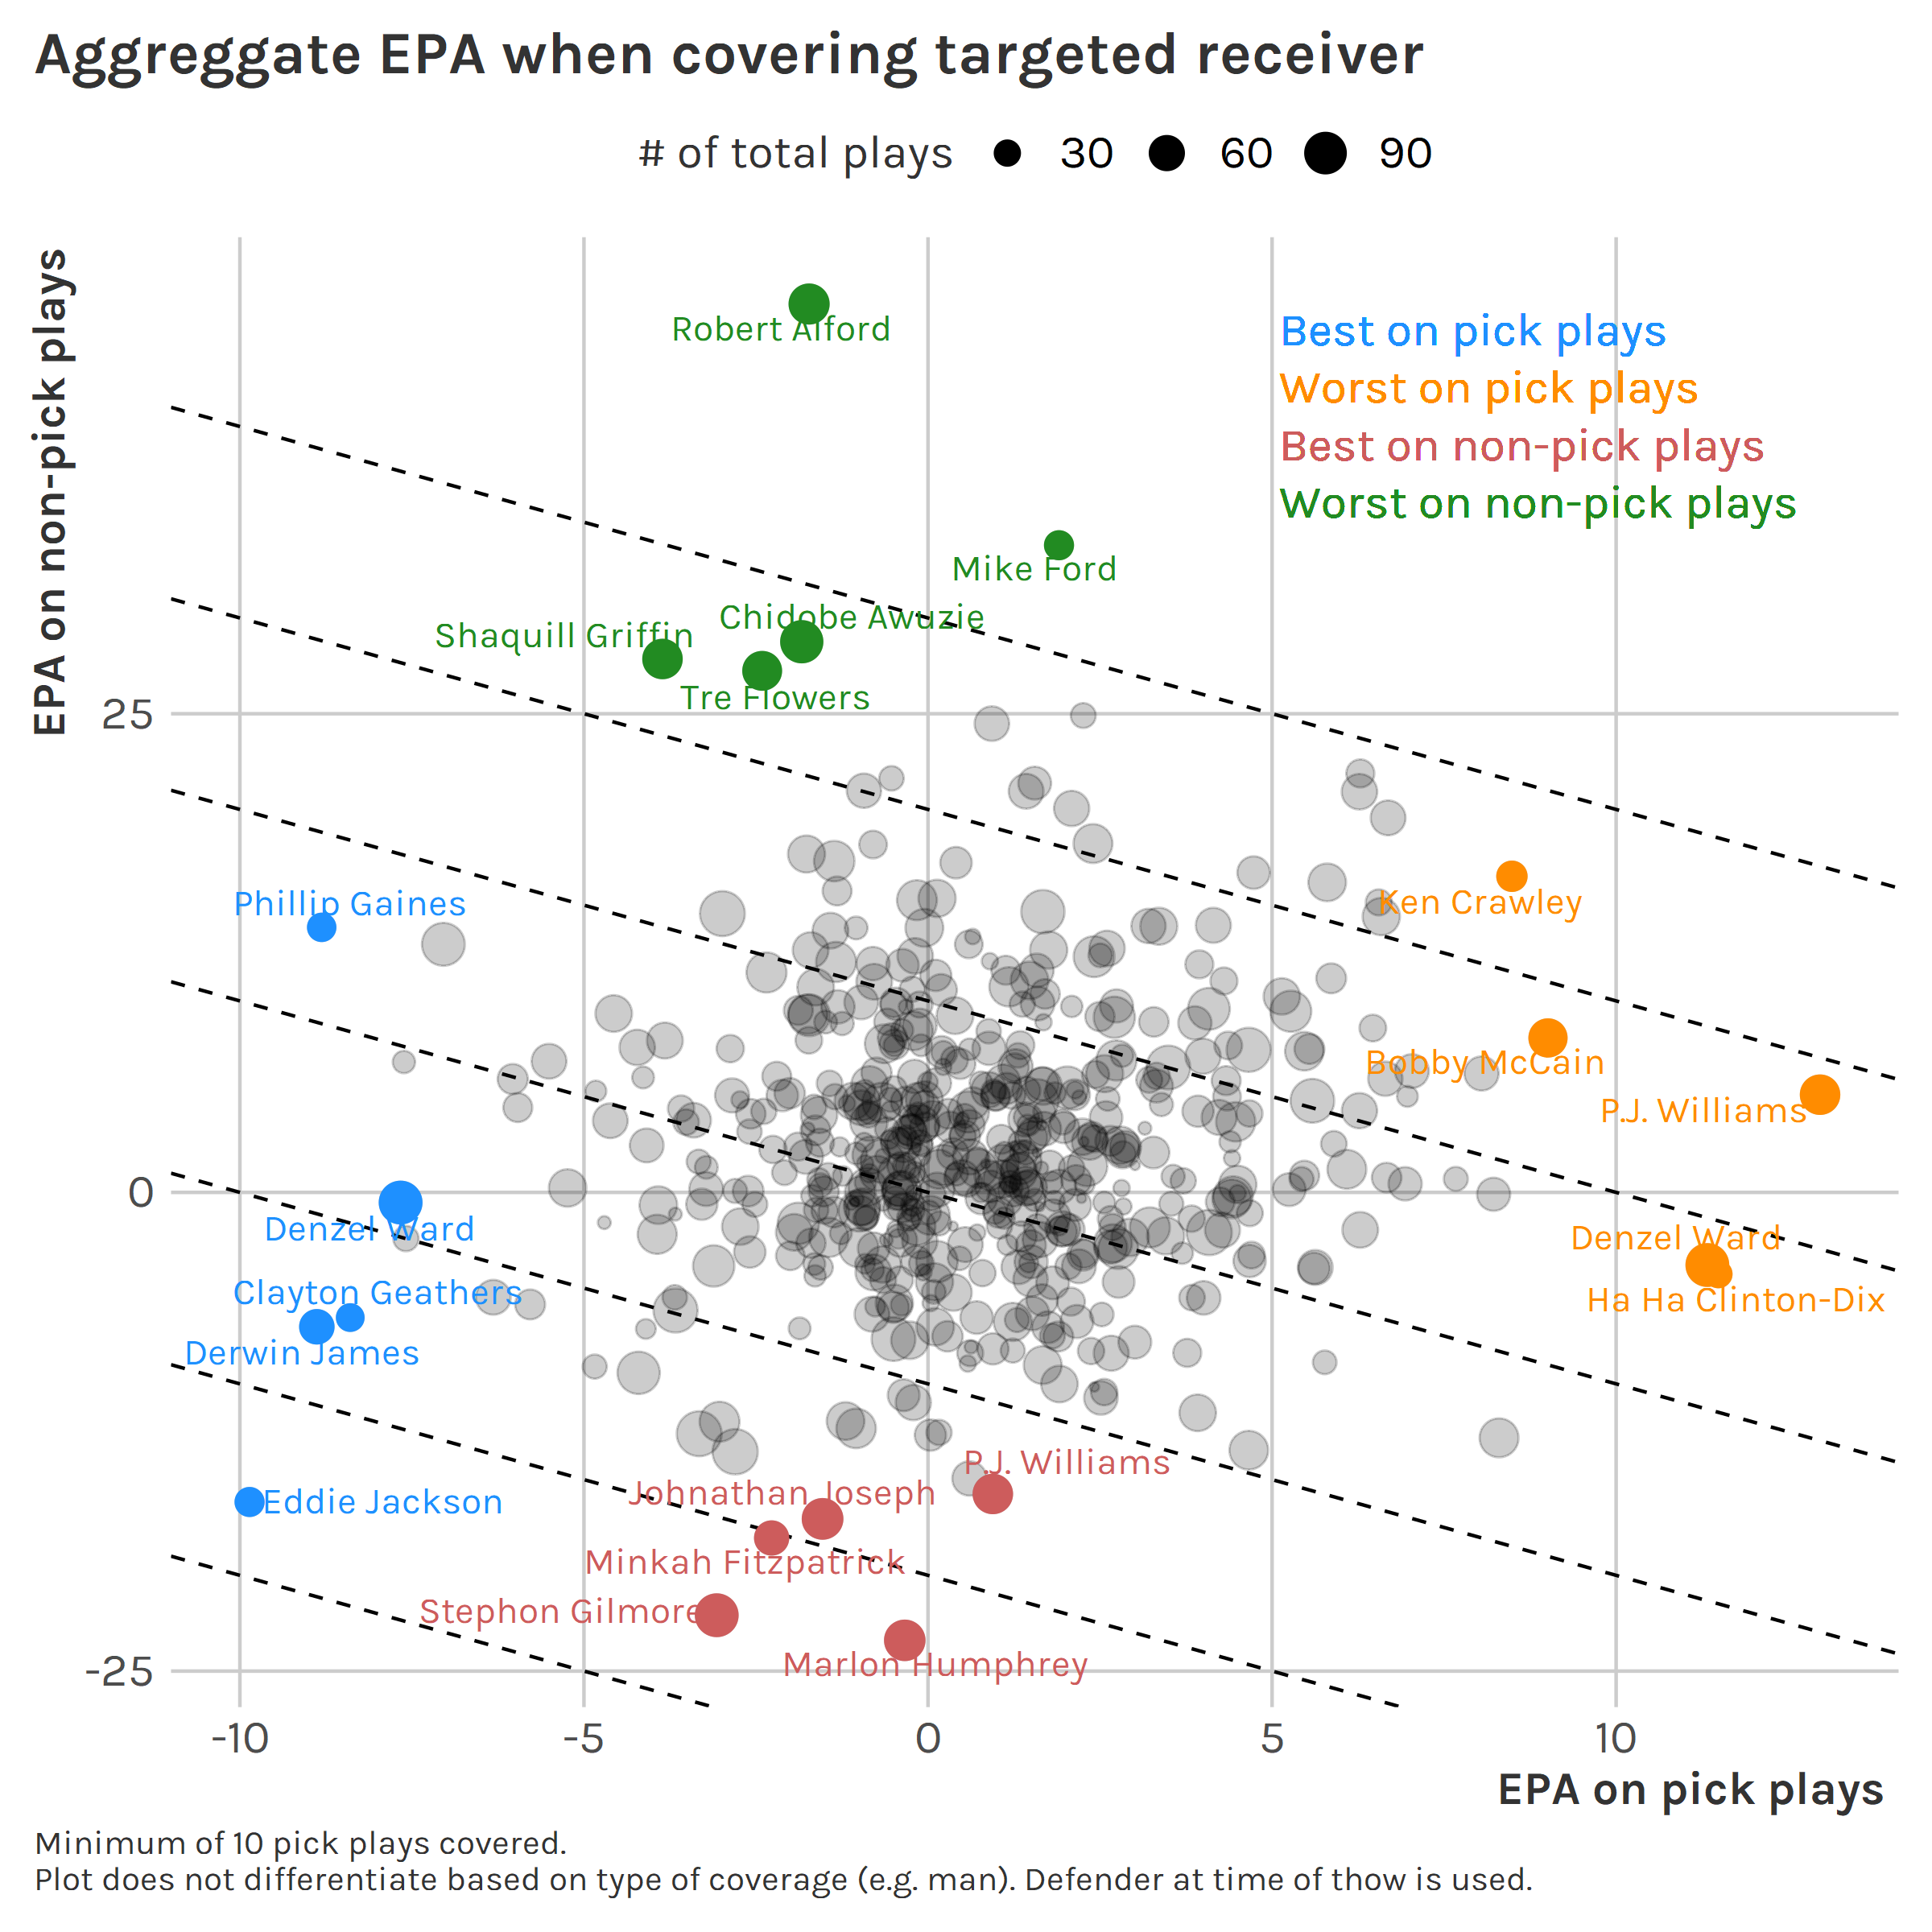 Aggreggate EPA when covering targeted receiver
# of total plays 30 60 90
EPA on non-pick plays
Best on pick plays
Worst on pick plays
Best on non-pick plays
Worst on non-pick plays
Robert Alford
Mike Ford
Chidobe Awuzie
Shaquill Griffin
Tre Flowers
25
Phillip Gaines
Ken Crawley
Bobby McCain
P.J. Williams
0
Denzel Ward
Denzel Ward
Clayton Geathers
Ha Ha Clinton-Dix
Derwin James
P.J. Williams
Johnathan Joseph
Eddie Jackson
Minkah Fitzpatrick
Stephon Gilmore
Marlon Humphrey
-25
-10 -5 0 5 10
EPA on pick plays
Minimum of 10 pick plays covered.
Plot does not differentiate based on type of coverage (e.g. man). Defender at time of thow is used.